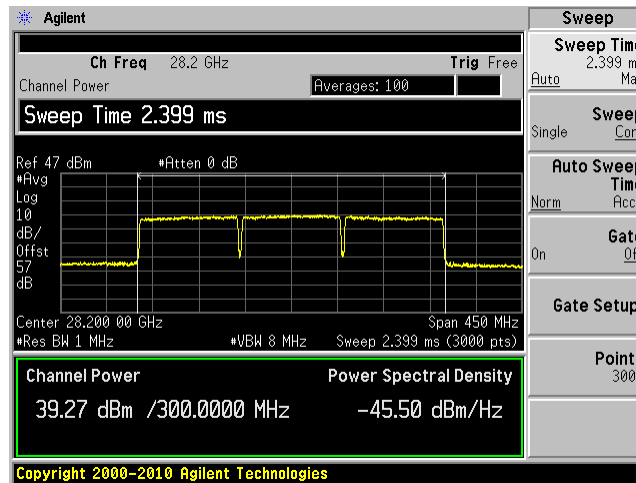 Agilent
Sweep
Ch Freq 28.2 GHz Trig Free
Channel Power
Averages: 100
Sweep Time 2.399 ms
Ref 47 dBm #Atten 0 dB
#Avg
Log
10
dB/
Offst
57
dB
Center 28.200 00 GHz Span 450 MHz
#Res BW 1 MHz #VBW 8 MHz Sweep 2.399 ms (3000 pts)
Channel Power Power Spectral Density
39.27 dBm /300.0000 MHz -45.50 dBm/Hz
Copyright 2000-2010 Agilent Technologies
Sweep Time
2.399 m
Auto Ma
Sweep
Single Con
Auto Sweep
Time
Norm Acc
Gate
On Of
Gate Setup
Point
300